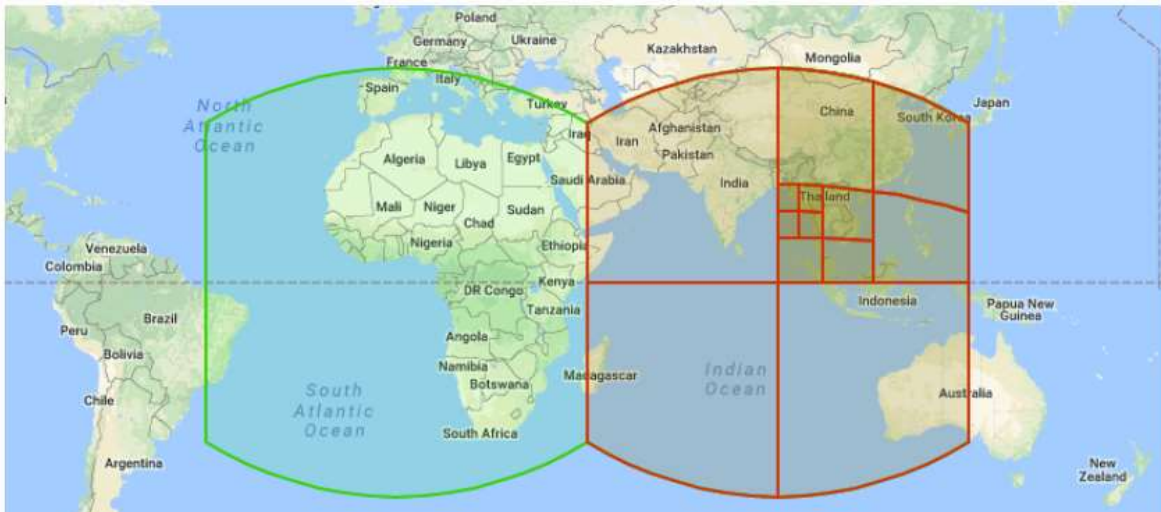 Poland
Germany
Ukraine
France
Italy
Spain
Turkey
Kazakhstan
Mongolia
North
Atlantic
Ocean
Iraq
Iran
Afghanistan
Pakistan
China
South Korea
Japan
Algeria
Libya
Egypt
Saudi Arabia
India
Thailand
Mali
Niger
Chad
Sudan
Nigeria
Ethiopia
Venezuela
Colombia
DR Congo
Kenya
Tanzania
Indonesia
Papua New
Guinea
Peru
Brazil
Bolivia
Angola
Namibia
Botswana
Madagascar
Indian
Ocean
Australia
Chile
South
Atlantic
Ocean
South Africa
Argentina
New
Zealand